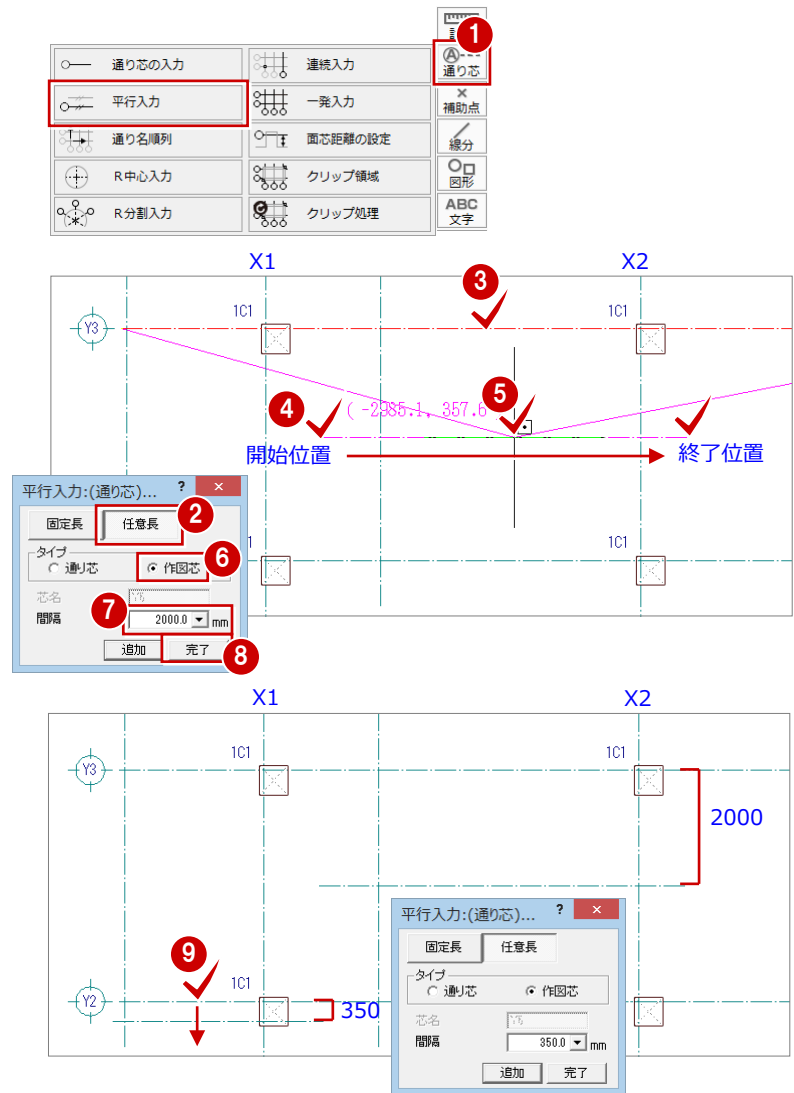 1
通り芯の入力 連続入力 通り芯
平行入力 一発入力 補助点
通り名順列 面芯距離の設定 線分
R中心入力 クリップ領域 図形
R分割入力 クリップ処理 ABC
文字
X1 X2
3
1C1 1C1
Y3
4 5
( -2985.1, 357.6
開始位置 終了位置
平行入力:(通り芯)... ? ×
固定長 任意長 2
タイプ
通り芯 作図芯 6
芯名 Y5
7
間隔 2000.0 mm
追加 完了 8
1 1C1
X1 X2
1C1 1C1
Y3
2000
9
1C1
Y2
350
平行入力:(通り芯)... ? ×
固定長 任意長
タイプ
通り芯 作図芯
芯名 Y5
間隔 350.0 mm
追加 完了